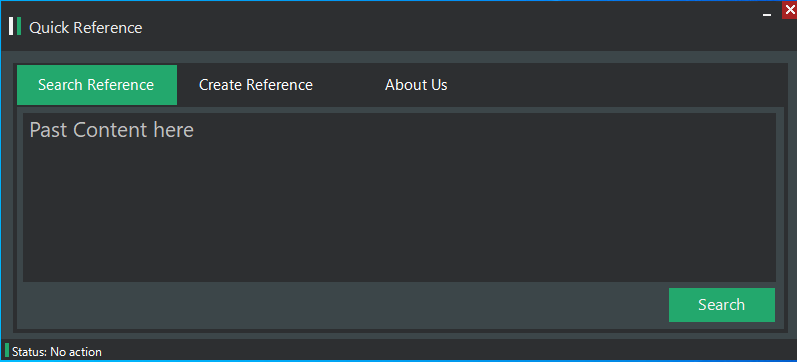 Quick Reference
Search Reference Create Reference About Us
Past Content here
Search
Status: No action